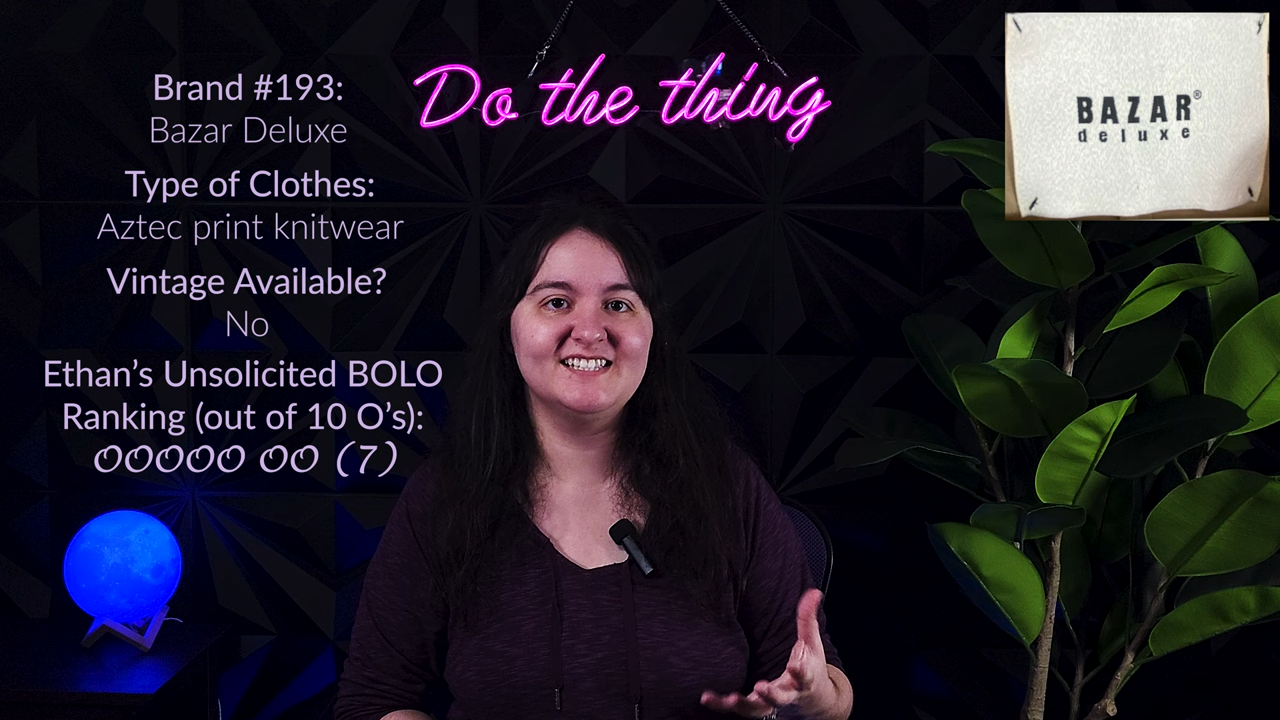 Do the thing
Brand #193:
Bazar Deluxe
Type of Clothes:
Aztec print knitwear
Vintage Available?
No
Ethan's Unsolicited BOLO
Ranking (out of 10 O's):
OOOOO OO (7)
BAZAR®
deluxe